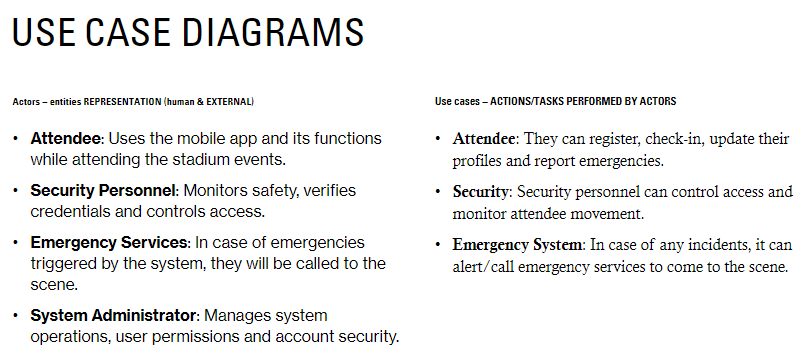 USE CASE DIAGRAMS
Actors – entities REPRESENTATION (human & EXTERNAL)
• Attendee: Uses the mobile app and its functions
while attending the stadium events.
• Security Personnel: Monitors safety, verifies
credentials and controls access.
• Emergency Services: In case of emergencies
triggered by the system, they will be called to the
scene.
• System Administrator: Manages system
operations, user permissions and account security.
Use cases – ACTIONS/TASKS PERFORMED BY ACTORS
• Attendee: They can register, check-in, update their
profiles and report emergencies.
• Security: Security personnel can control access and
monitor attendee movement.
• Emergency System: In case of any incidents, it can
alert/call emergency services to come to the scene.